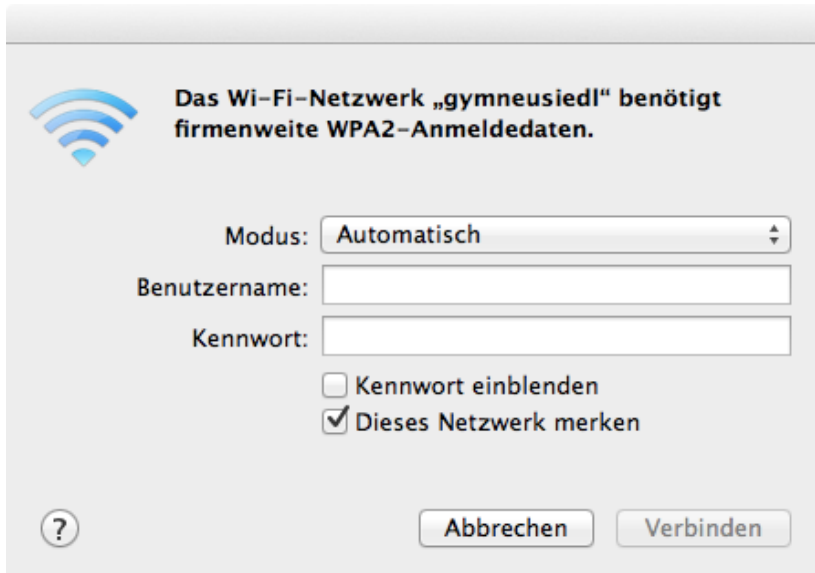 Das Wi-Fi-Netzwerk „gymneusiedl“ benötigt
firmenweite WPA2-Anmeldedaten.
Modus: Automatisch
Benutzername:
Kennwort:
Kennwort einblenden
Dieses Netzwerk merken
? Abbrechen Verbinden